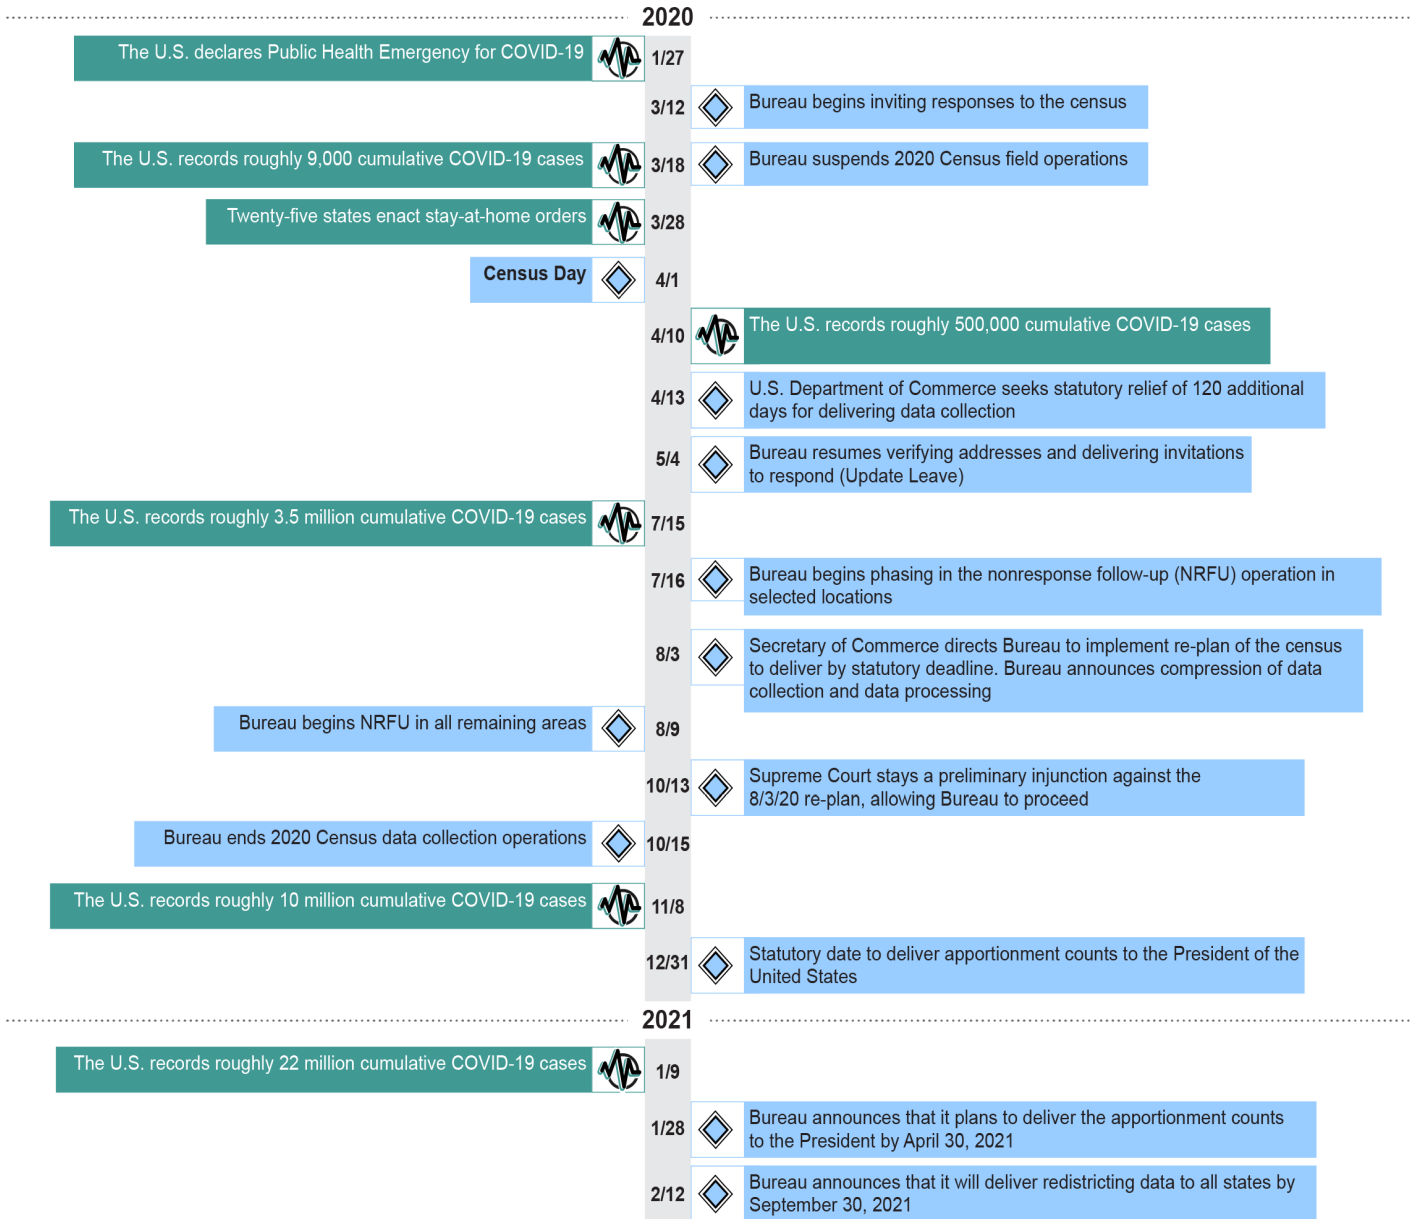 2020
The U.S. declares Public Health Emergency for COVID-19
1/27
3/12
Bureau begins inviting responses to the census
The U.S. records roughly 9,000 cumulative COVID-19 cases
3/18
Bureau suspends 2020 Census field operations
Twenty-five states enact stay-at-home orders
3/28
Census Day
4/1
4/10
The U.S. records roughly 500,000 cumulative COVID-19 cases
4/13
U.S. Department of Commerce seeks statutory relief of 120 additional
days for delivering data collection
5/4
Bureau resumes verifying addresses and delivering invitations
to respond (Update Leave)
The U.S. records roughly 3.5 million cumulative COVID-19 cases
7/15
7/16
Bureau begins phasing in the nonresponse follow-up (NRFU) operation in
selected locations
8/3
Secretary of Commerce directs Bureau to implement re-plan of the census
to deliver by statutory deadline. Bureau announces compression of data
collection and data processing
Bureau begins NRFU in all remaining areas
8/9
10/13
Supreme Court stays a preliminary injunction against the
8/3/20 re-plan, allowing Bureau to proceed
Bureau ends 2020 Census data collection operations
10/15
The U.S. records roughly 10 million cumulative COVID-19 cases
11/8
12/31
Statutory date to deliver apportionment counts to the President of the
United States
2021
The U.S. records roughly 22 million cumulative COVID-19 cases
1/9
1/28
Bureau announces that it plans to deliver the apportionment counts
to the President by April 30, 2021
2/12
Bureau announces that it will deliver redistricting data to all states by
September 30, 2021